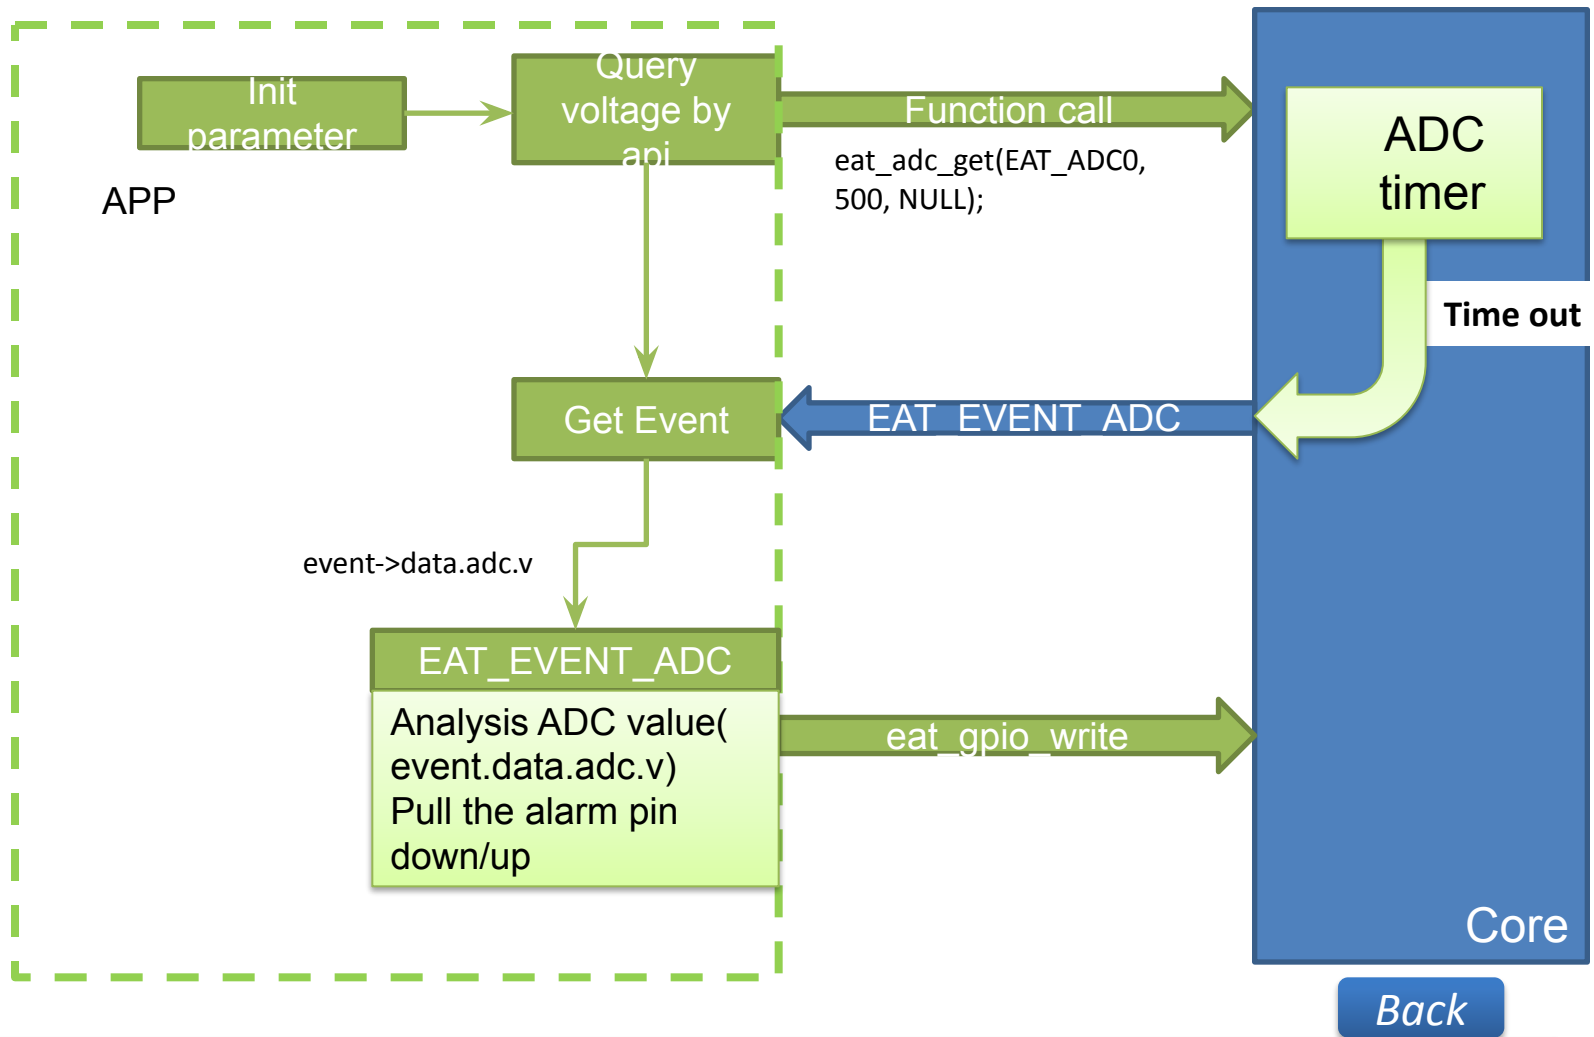 Init
parameter
Query
voltage by
api
Function call
eat_adc_get(EAT_ADC0,
500, NULL);
ADC
timer
APP
Time out
Get Event
EAT_EVENT_ADC
event->data.adc.v
EAT_EVENT_ADC
Analysis ADC value(
event.data.adc.v)
Pull the alarm pin
down/up
eat_gpio_write
Core
Back